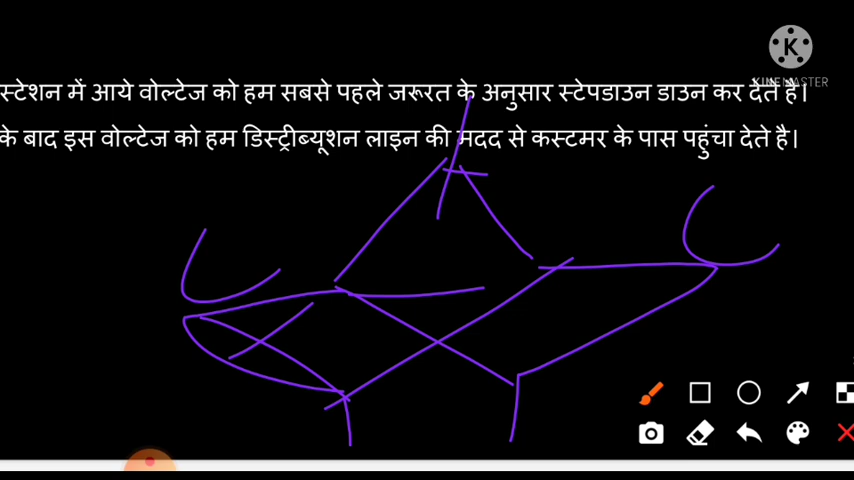 KINEMASTER
स्टेशन में आये वोल्टेज को हम सबसे पहले जरूरत के अनुसार स्टेपडाउन डाउन कर देते है।
के बाद इस वोल्टेज को हम डिस्ट्रीब्यूशन लाइन की मदद से कस्टमर के पास पहुंचा देते है।